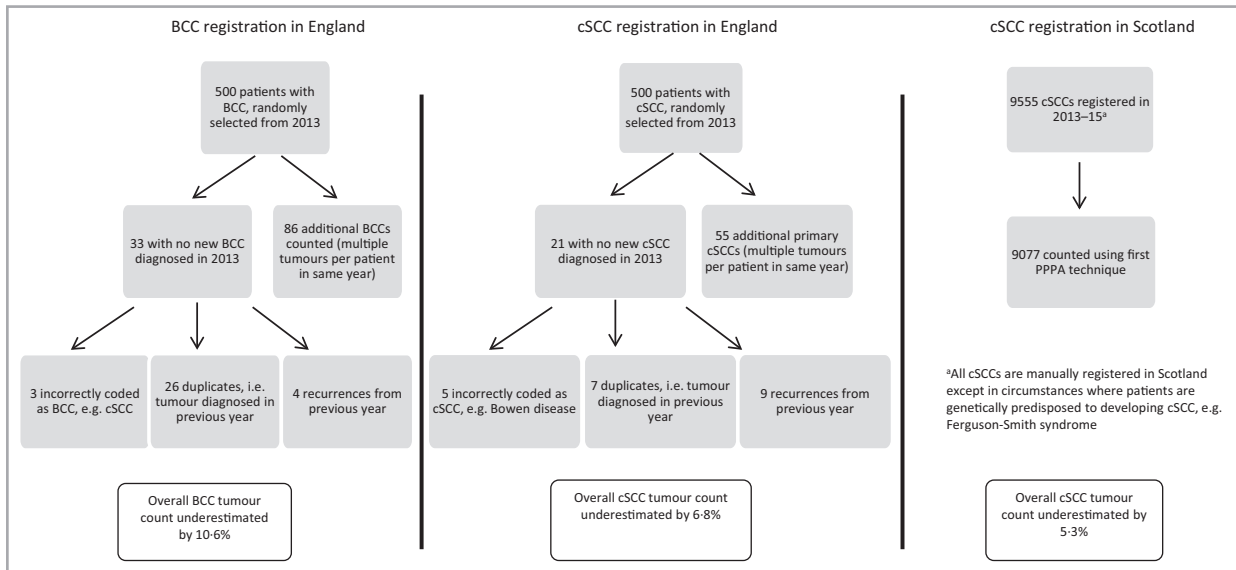 BCC registration in England
500 patients with
BCC, randomly
selected from 2013
33 with no new BCC
diagnosed in 2013
86 additional BCCs
counted (multiple
tumours per patient
in same year)
3 incorrectly coded
as BCC, e.g. cSCC
26 duplicates, i.e.
tumour diagnosed in
previous year
4 recurrences from
previous year
Overall BCC tumour
count underestimated
by 10·6%
cSCC registration in England
500 patients with
cSCC, randomly
selected from 2013
21 with no new cSCC
diagnosed in 2013
55 additional primary
cSCCs (multiple tumours
per patient in same year)
5 incorrectly coded as
cSCC, e.g. Bowen disease
7 duplicates, i.e. tumour
diagnosed in previous
year
9 recurrences from
previous year
Overall cSCC tumour count
underestimated by 6·8%
cSCC registration in Scotland
9555 cSCCs registered in
2013–15ᵃ
9077 counted using first
PPPA technique
ᵃAll cSCCs are manually registered in Scotland
except in circumstances where patients are
genetically predisposed to developing cSCC, e.g.
Ferguson-Smith syndrome
Overall cSCC tumour
count underestimated by
5·3%